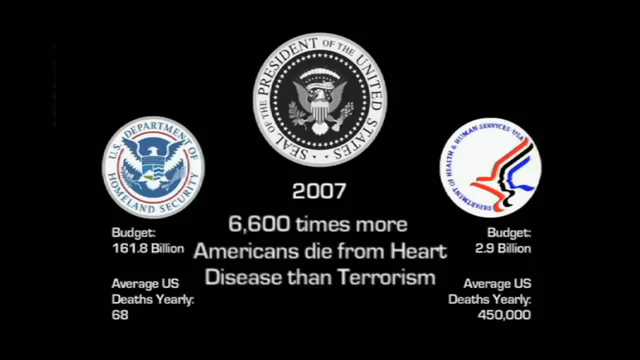 SEAL OF THE PRESIDENT OF THE UNITED STATES
U.S. DEPARTMENT OF HOMELAND SECURITY
DEPARTMENT OF HEALTH & HUMAN SERVICES·USA
2007
6,600 times more
Americans die from Heart
Disease than Terrorism
Budget:
161.8 Billion
Average US
Deaths Yearly:
68
Budget:
2.9 Billion
Average US
Deaths Yearly:
450,000